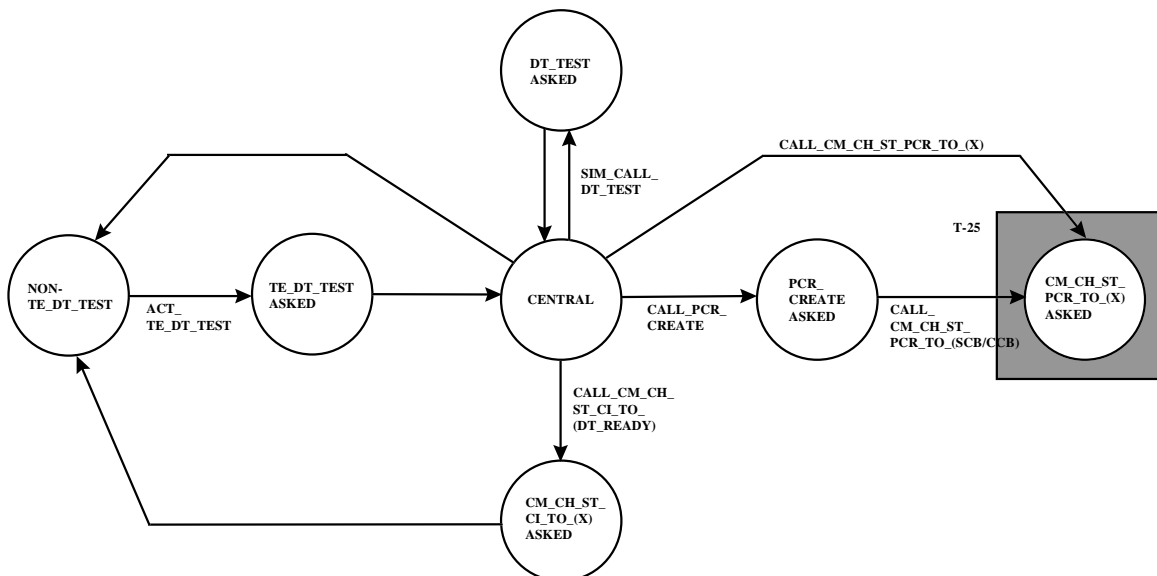 DT_TEST
ASKED
CALL_CM_CH_ST_PCR_TO_(X)
SIM_CALL_
DT_TEST
T-25
NON-
TE_DT_TEST
ACT_
TE_DT_TEST
TE_DT_TEST
ASKED
CENTRAL
CALL_PCR_
CREATE
PCR_
CREATE
ASKED
CALL_
CM_CH_ST_
PCR_TO_(SCB/CCB)
CM_CH_ST_
PCR_TO_(X)
ASKED
CALL_CM_CH_
ST_CI_TO_
(DT_READY)
CM_CH_ST_
CI_TO_(X)
ASKED